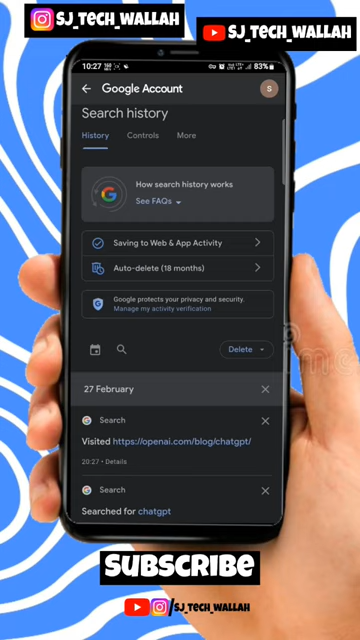 SJ_TECH_WALLAH
SJ_TECH_WALLAH
10:27
83%
Google Account
S
Search history
History Controls More
How search history works
See FAQs
Saving to Web & App Activity
Auto-delete (18 months)
Google protects your privacy and security.
Manage my activity verification
Delete
27 February
Search
Visited https://openai.com/blog/chatgpt/
20:27 • Details
Search
Searched for chatgpt
SUBSCRIBE
/SJ_TECH_WALLAH